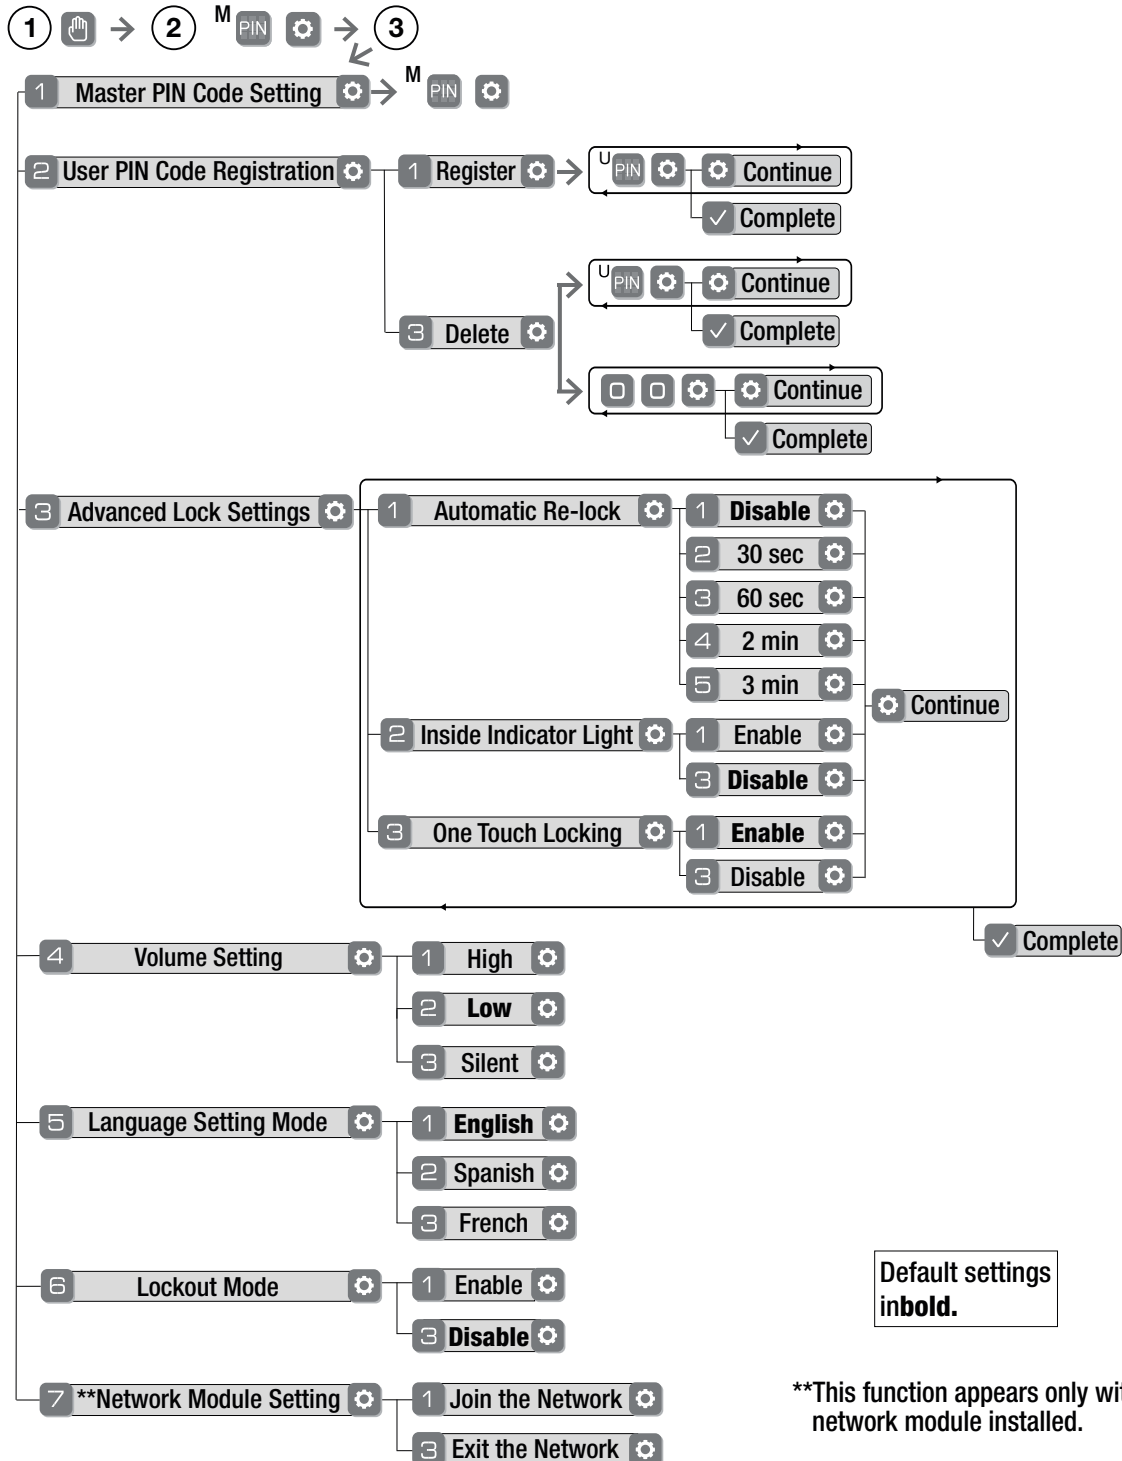 1 2 M PIN 3
1 Master PIN Code Setting M PIN
2 User PIN Code Registration 1 Register U PIN Continue
Complete
U PIN Continue
3 Delete Complete
0 0 Continue
Complete
3 Advanced Lock Settings 1 Automatic Re-lock 1 Disable
2 30 sec
3 60 sec
4 2 min
5 3 min
Continue
2 Inside Indicator Light 1 Enable
3 Disable
3 One Touch Locking 1 Enable
3 Disable
Complete
4 Volume Setting 1 High
2 Low
3 Silent
5 Language Setting Mode 1 English
2 Spanish
3 French
6 Lockout Mode 1 Enable
3 Disable
Default settings
inbold.
7 **Network Module Setting 1 Join the Network
3 Exit the Network
**This function appears only wit
network module installed.